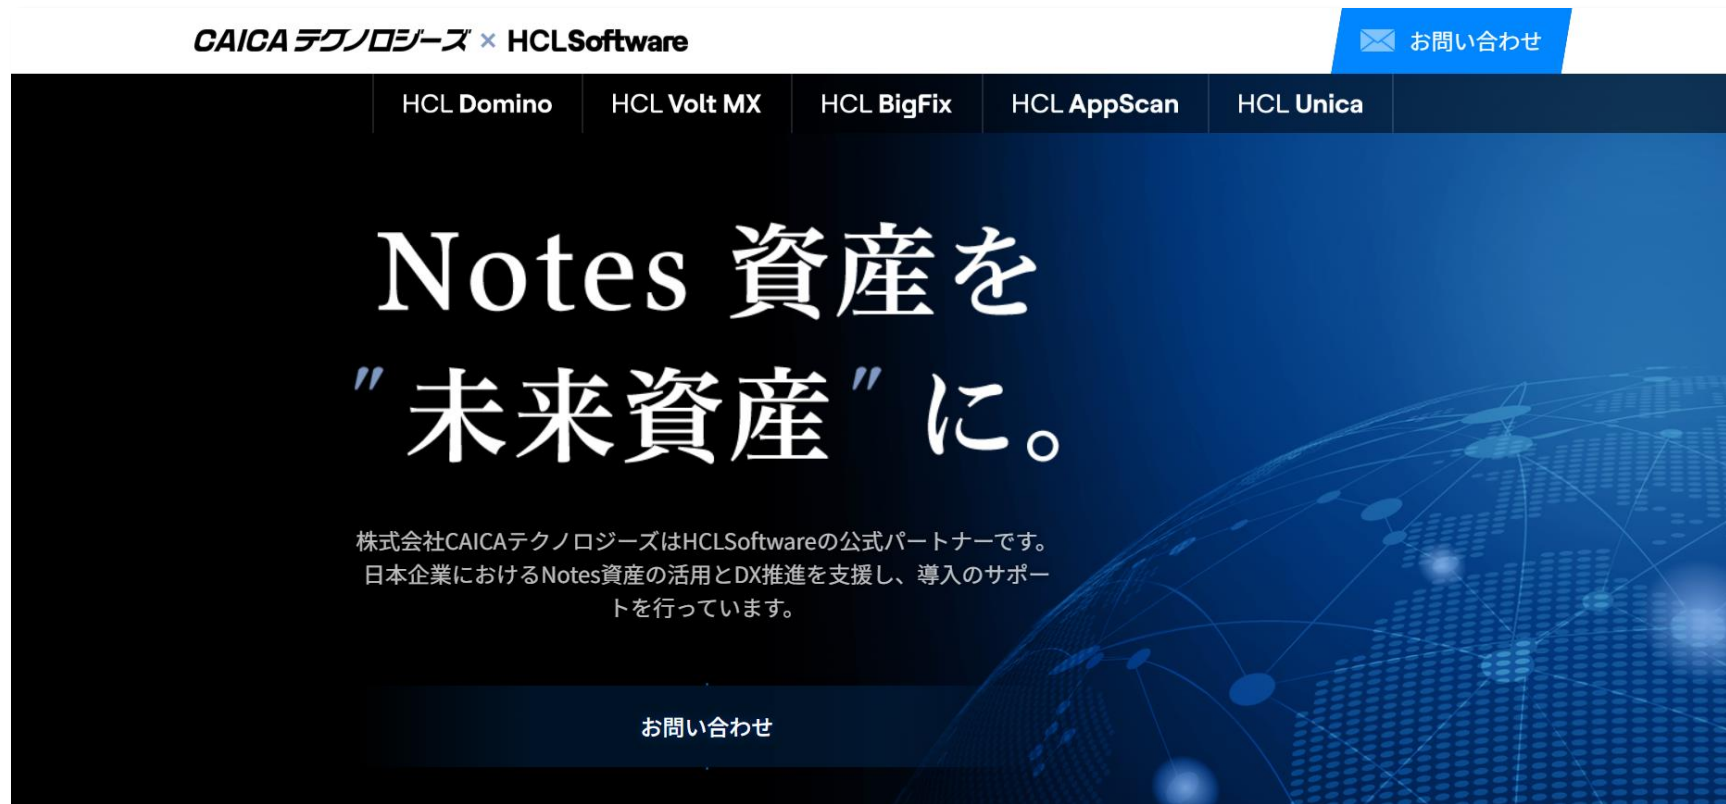 CAICA テクノロジーズ × HCLSoftware
お問い合わせ
HCL Domino HCL Volt MX HCL BigFix HCL AppScan HCL Unica
Notes 資産を
"未来資産"に。
株式会社CAICAテクノロジーズはHCLSoftwareの公式パートナーです。
日本企業におけるNotes資産の活用とDX推進を支援し、導入のサポー
トを行っています。
お問い合わせ